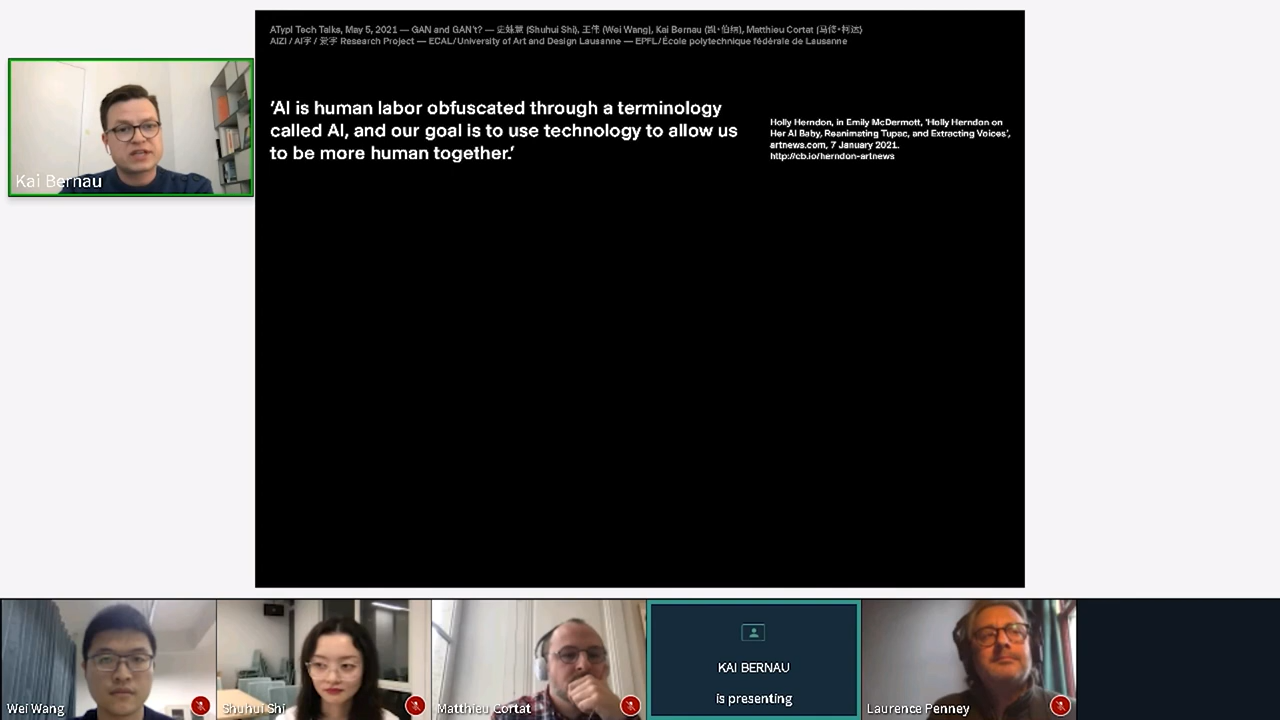 ATypI Tech Talks, May 5, 2021 — GAN and GAN't? — 史姝慧 (Shuhui Shi), 王伟 (Wei Wang), Kai Bernau (凯·伯纳), Matthieu Cortat (马修·柯达)
AIZI / AI字 / 爱字 Research Project — ECAL/University of Art and Design Lausanne — EPFL/École polytechnique fédérale de Lausanne
'AI is human labor obfuscated through a terminology
called AI, and our goal is to use technology to allow us
to be more human together.'
Holly Herndon, in Emily McDermott, 'Holly Herndon on
Her AI Baby, Reanimating Tupac, and Extracting Voices',
artnews.com, 7 January 2021.
http://cb.io/herndon-artnews
Kai Bernau
Wei Wang
Shuhui Shi
Matthieu Cortat
KAI BERNAU
is presenting
Laurence Penney